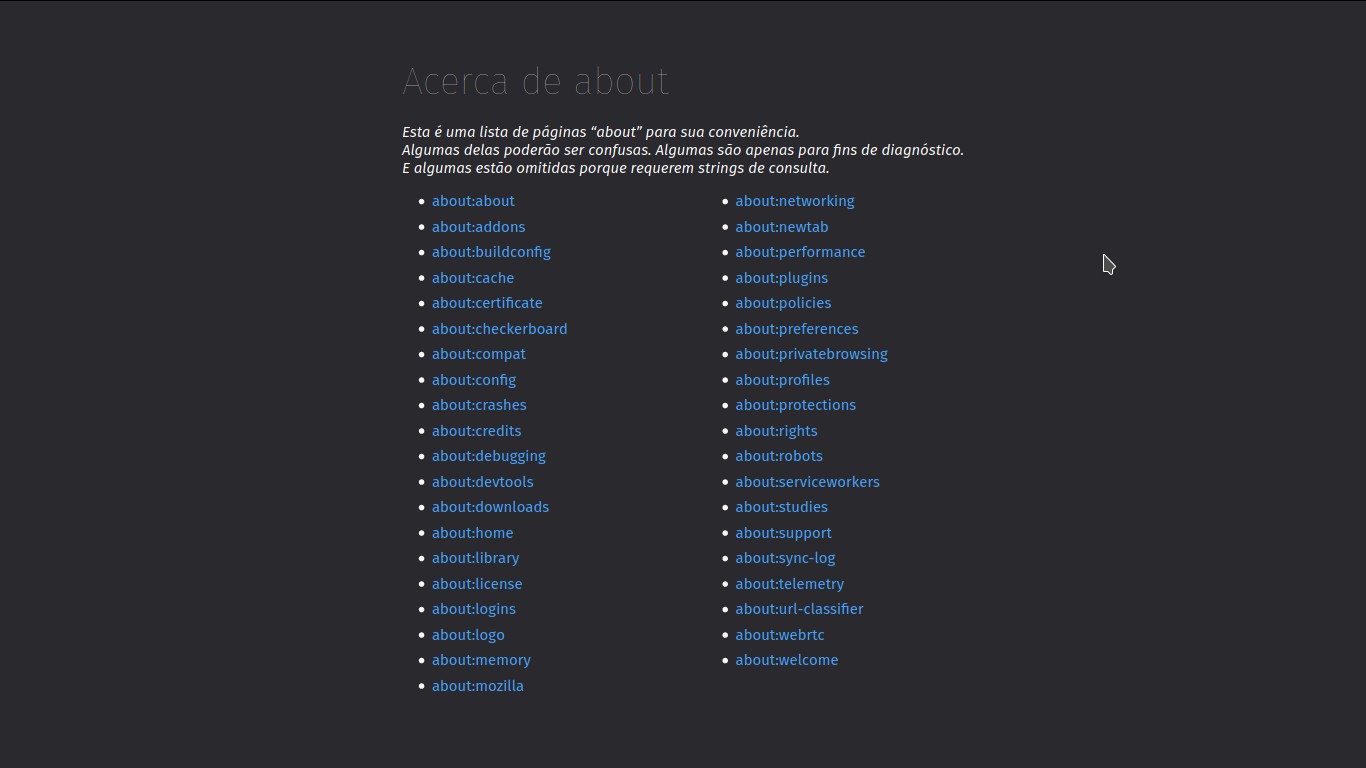 Acerca de about
Esta é uma lista de páginas “about” para sua conveniência.
Algumas delas poderão ser confusas. Algumas são apenas para fins de diagnóstico.
E algumas estão omitidas porque requerem strings de consulta.
about:about
about:addons
about:buildconfig
about:cache
about:certificate
about:checkerboard
about:compat
about:config
about:crashes
about:credits
about:debugging
about:devtools
about:downloads
about:home
about:library
about:license
about:logins
about:logo
about:memory
about:mozilla
about:networking
about:newtab
about:performance
about:plugins
about:policies
about:preferences
about:privatebrowsing
about:profiles
about:protections
about:rights
about:robots
about:serviceworkers
about:studies
about:support
about:sync-log
about:telemetry
about:url-classifier
about:webrtc
about:welcome